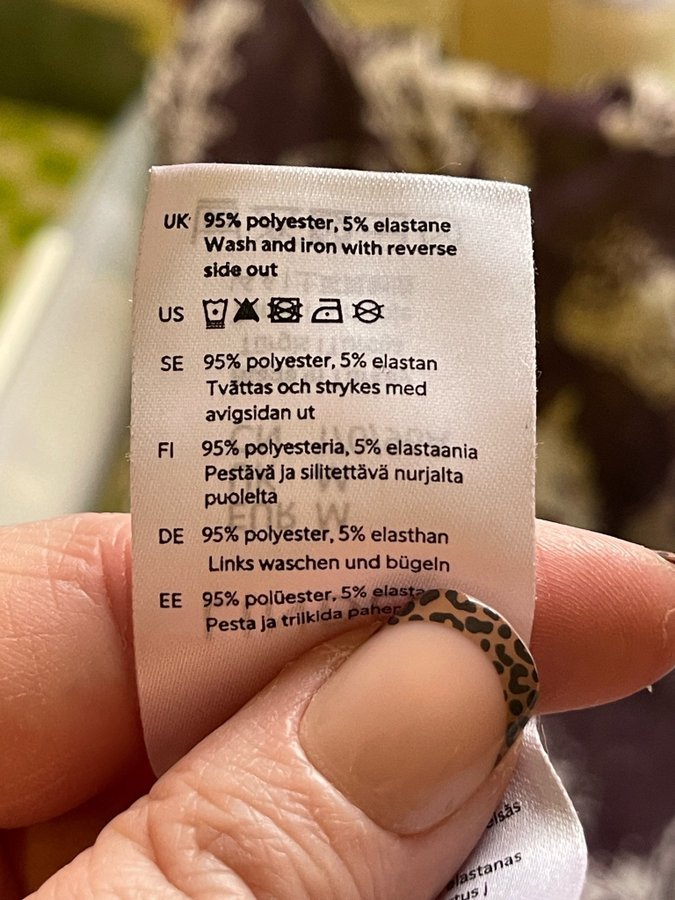 UK 95% polyester, 5% elastane
Wash and iron with reverse
side out
US
SE 95% polyester, 5% elastan
Tvättas och strykes med
avigsidan ut
FI 95% polyesteria, 5% elastaania
Pestävä ja silitettävä nurjalta
puolelta
DE 95% polyester, 5% elasthan
Links waschen und bügeln
EE 95% polüester, 5%
Pesta ja triikida